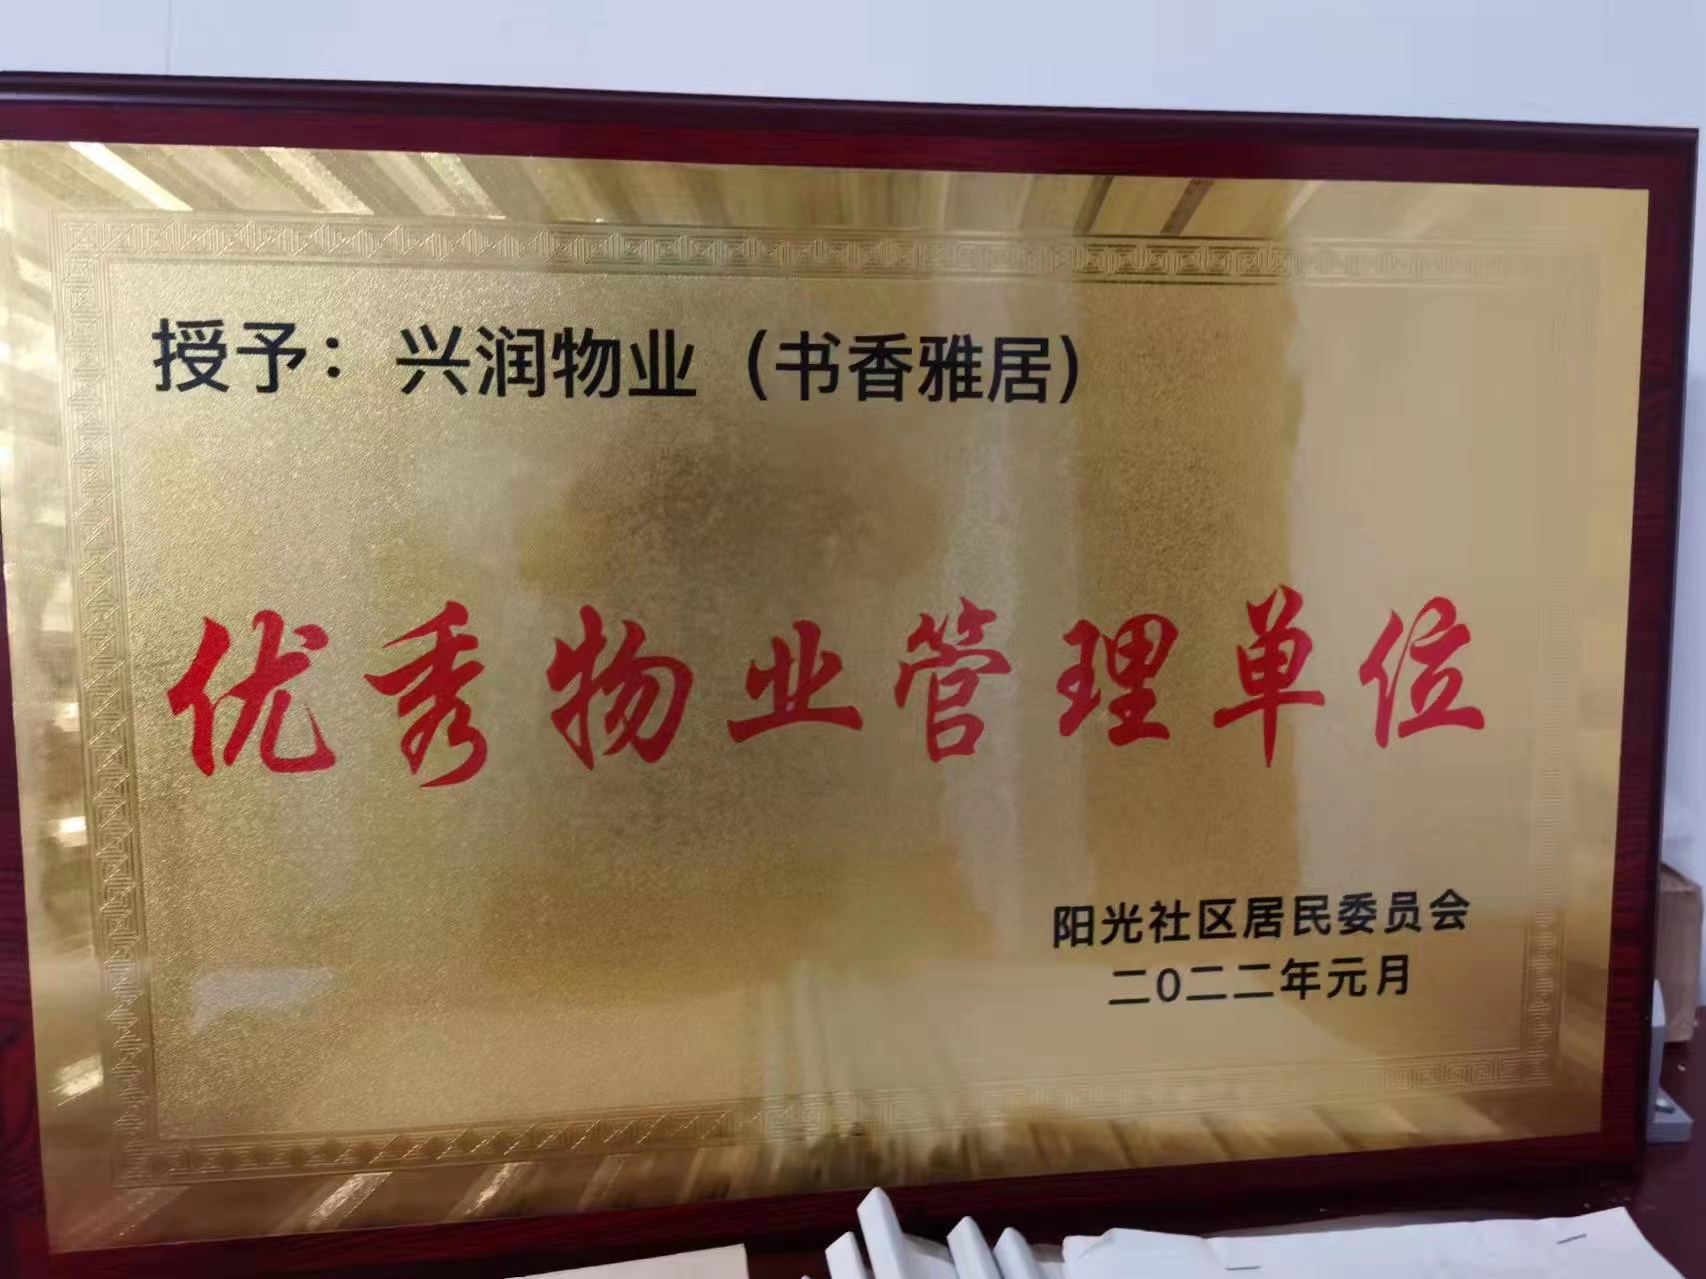 授予：兴润物业（书香雅居）
优秀物业管理单位
阳光社区居民委员会
二0二二年元月